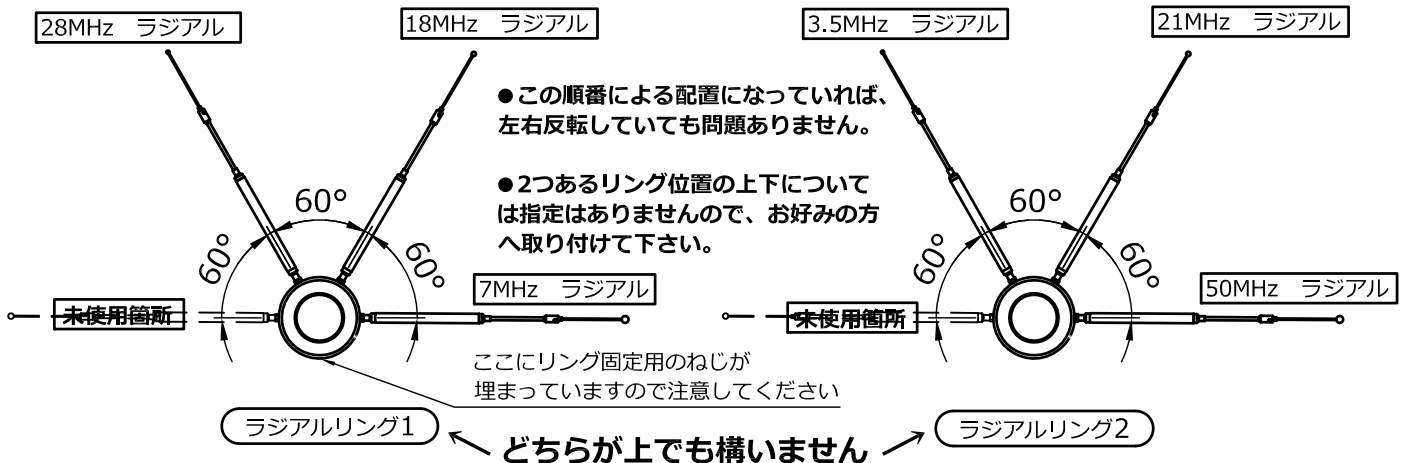 28MHz ラジアル
18MHz ラジアル
3.5MHz ラジアル
21MHz ラジアル
●この順番による配置になっていれば、
左右反転していても問題ありません。
●2つあるリング位置の上下について
は指定はありませんので、お好みの方
へ取り付けて下さい。
60°
60°
60°
60°
60°
60°
7MHz ラジアル
50MHz ラジアル
未使用箇所
未使用箇所
ここにリング固定用のねじが
埋まっていますので注意してください
ラジアルリング1
どちらが上でも構いません
ラジアルリング2